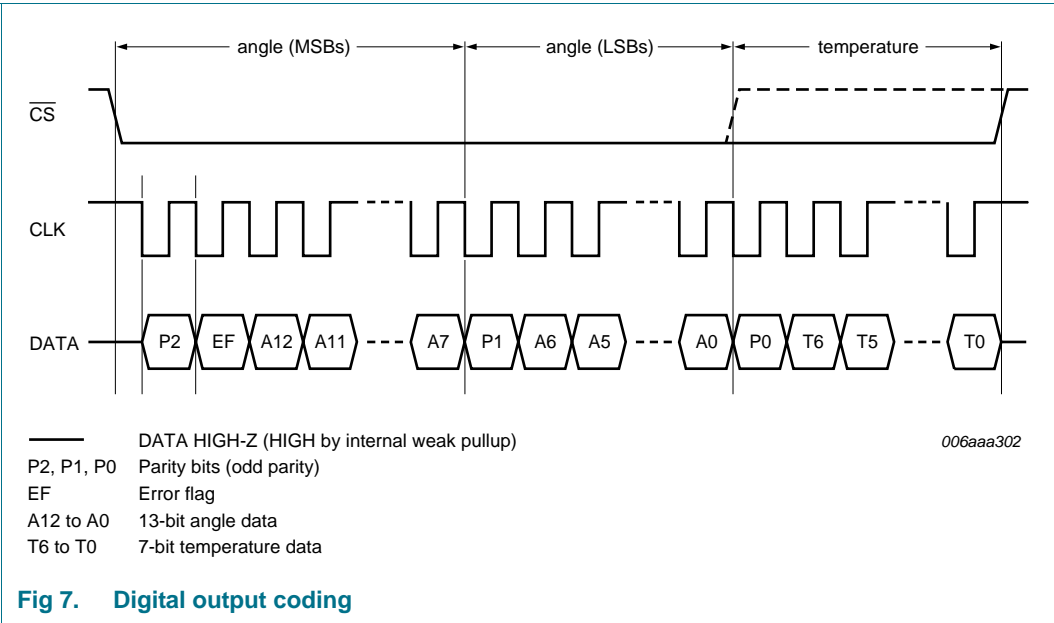 angle (MSBs) angle (LSBs) temperature
CS
CLK
DATA P2 EF A12 A11 A7 P1 A6 A5 A0 P0 T6 T5 T0
DATA HIGH-Z (HIGH by internal weak pullup) 006aaa302
P2, P1, P0 Parity bits (odd parity)
EF Error flag
A12 to A0 13-bit angle data
T6 to T0 7-bit temperature data
Fig 7. Digital output coding